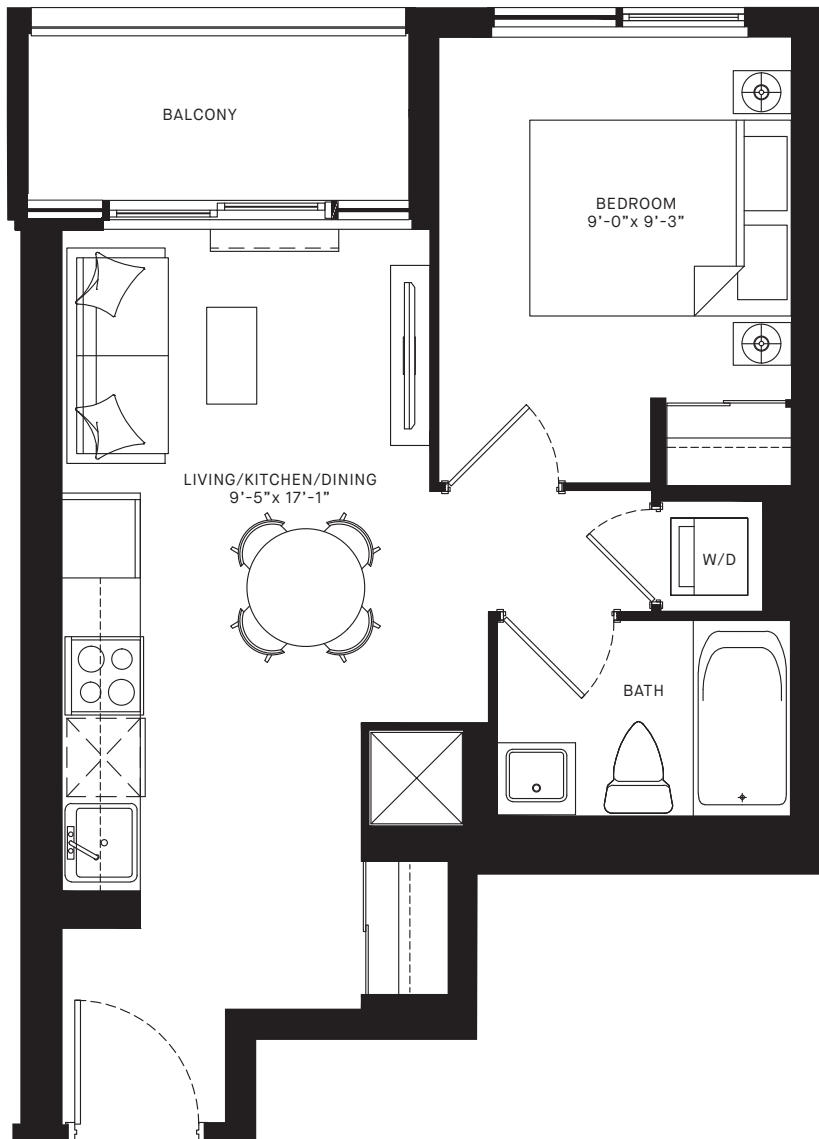 BALCONY
BEDROOM
9’-0”x 9’-3”
LIVING/KITCHEN/DINING
9’-5”x 17’-1”
W/D
BATH